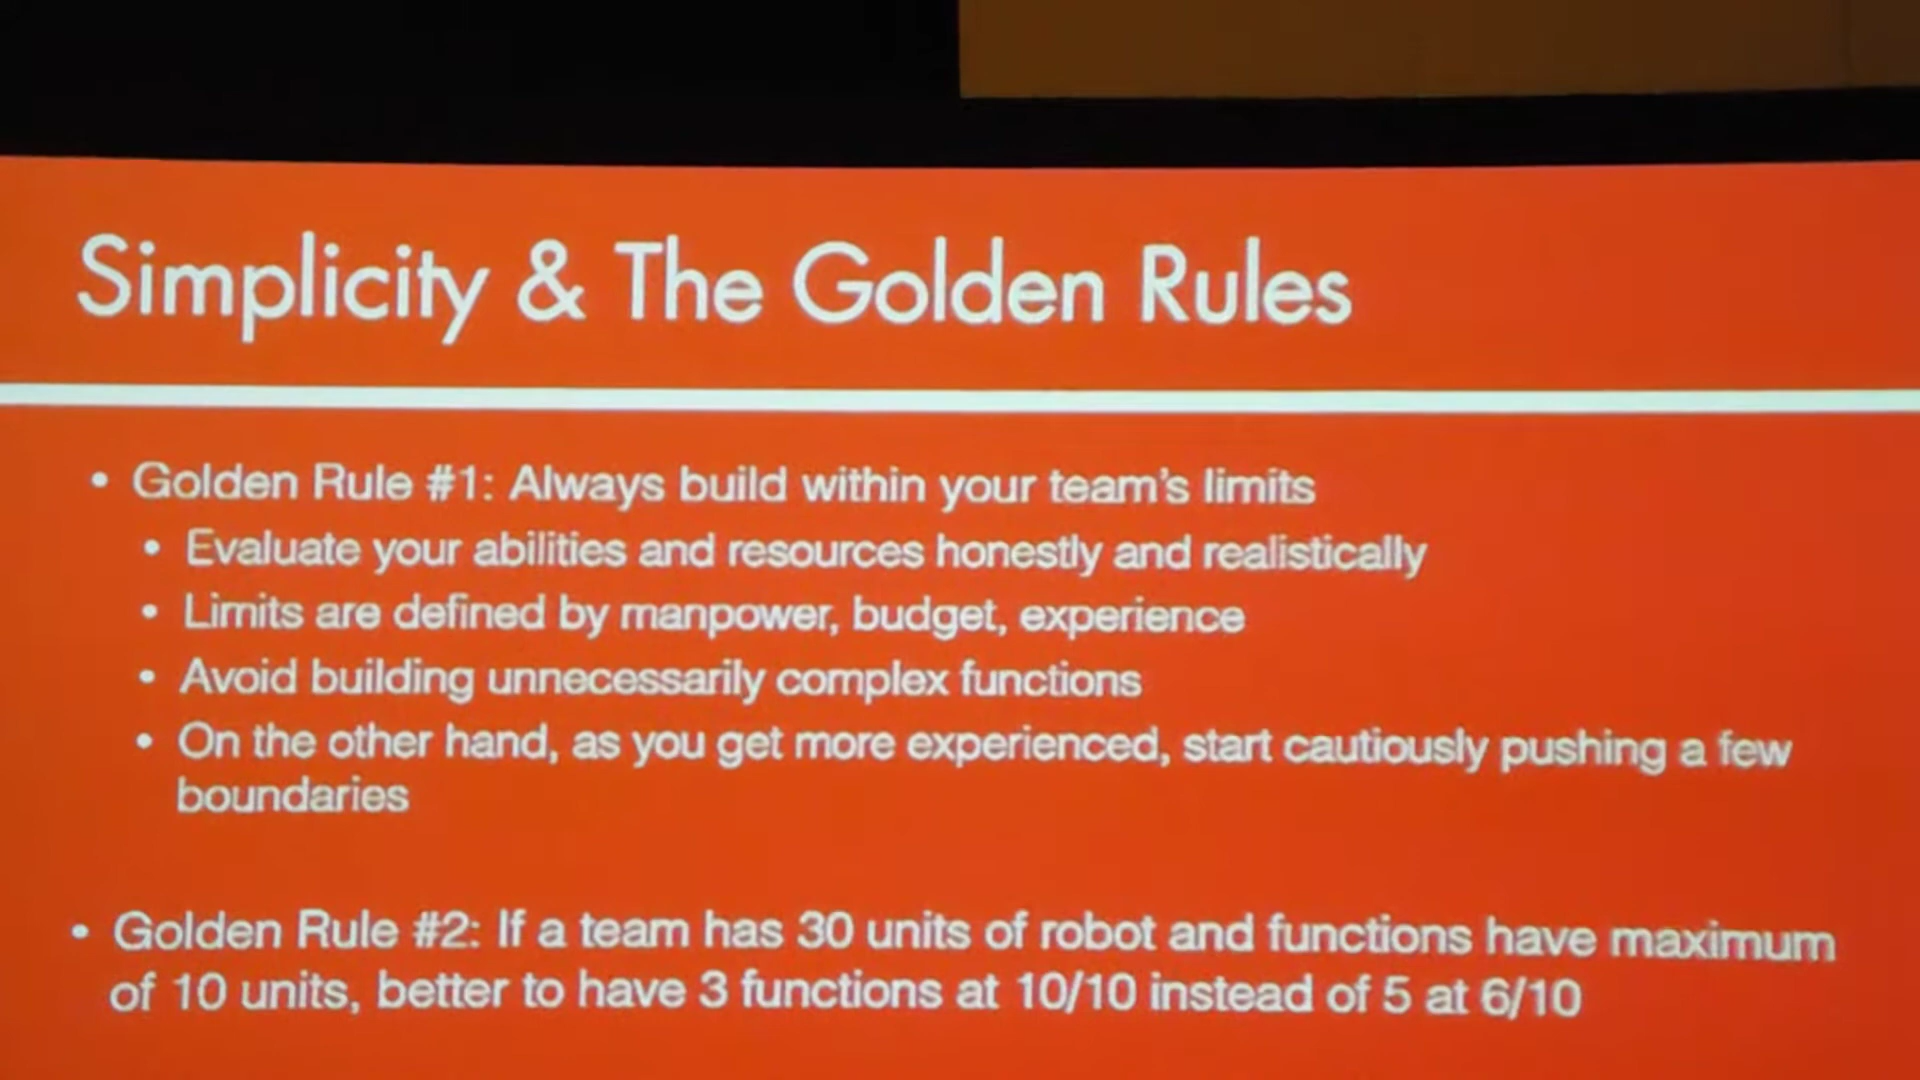 Simplicity & The Golden Rules
• Golden Rule #1: Always build within your team's limits
• Evaluate your abilities and resources honestly and realistically
• Limits are defined by manpower, budget, experience
• Avoid building unnecessarily complex functions
• On the other hand, as you get more experienced, start cautiously pushing a few
boundaries
• Golden Rule #2: If a team has 30 units of robot and functions have maximum
of 10 units, better to have 3 functions at 10/10 instead of 5 at 6/10